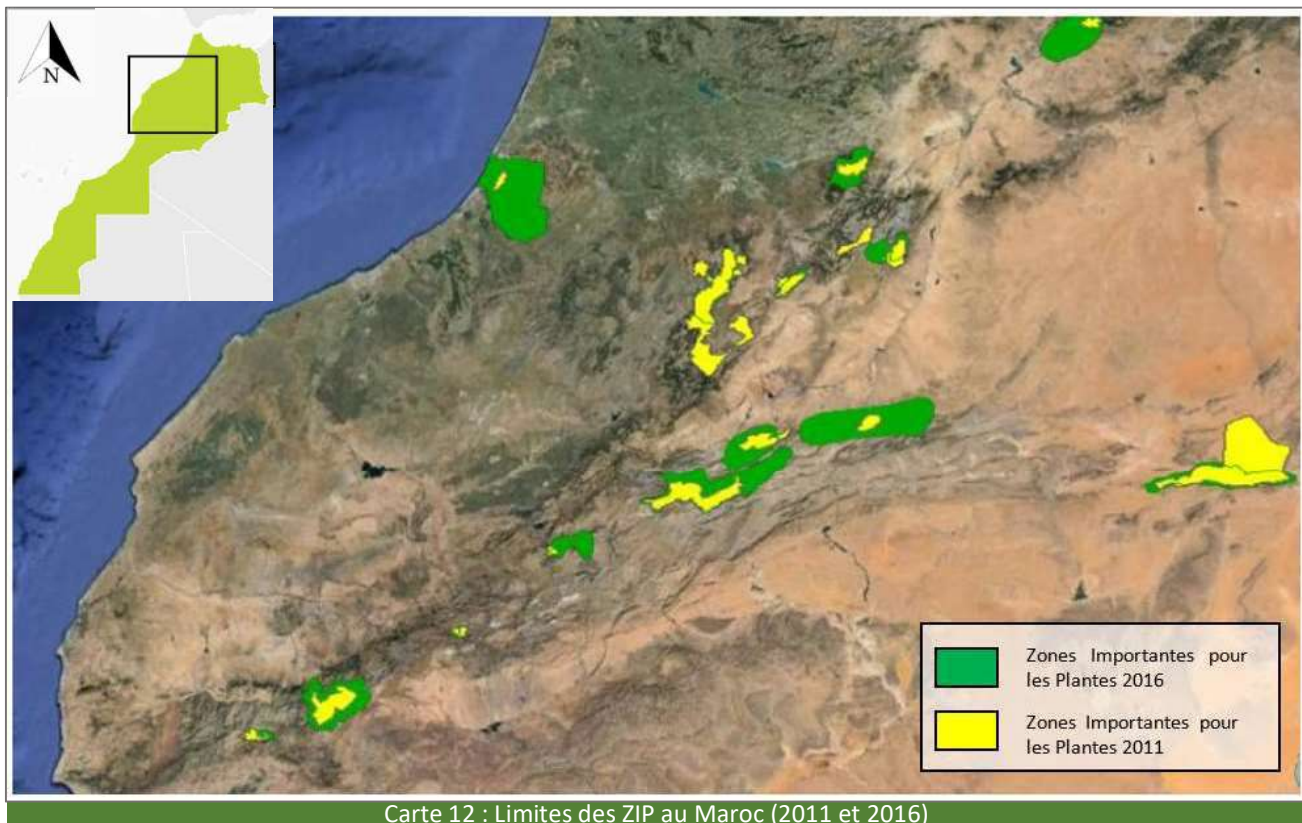 N
Zones Importantes pour
les Plantes 2016
Zones Importantes pour
les Plantes 2011
Carte 12 : Limites des ZIP au Maroc (2011 et 2016)